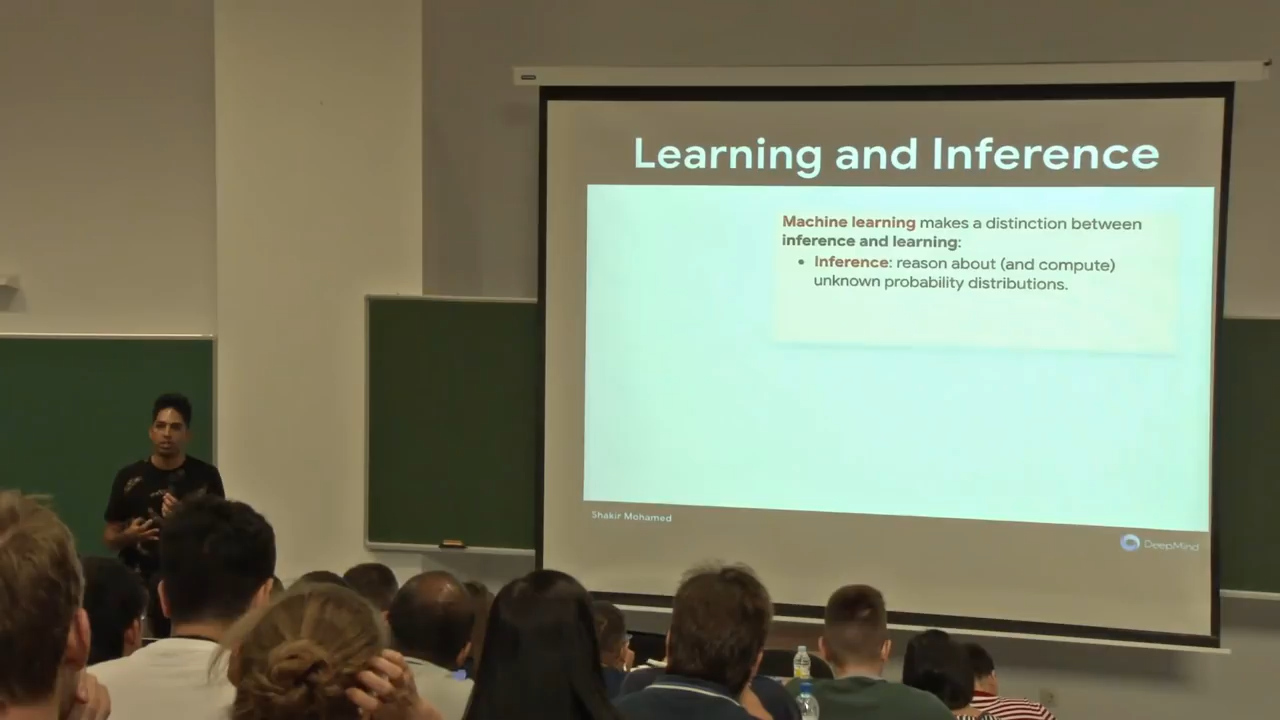 Learning and Inference
Machine learning makes a distinction between
inference and learning:
• Inference: reason about (and compute)
unknown probability distributions.
Shakir Mohamed
DeepMind